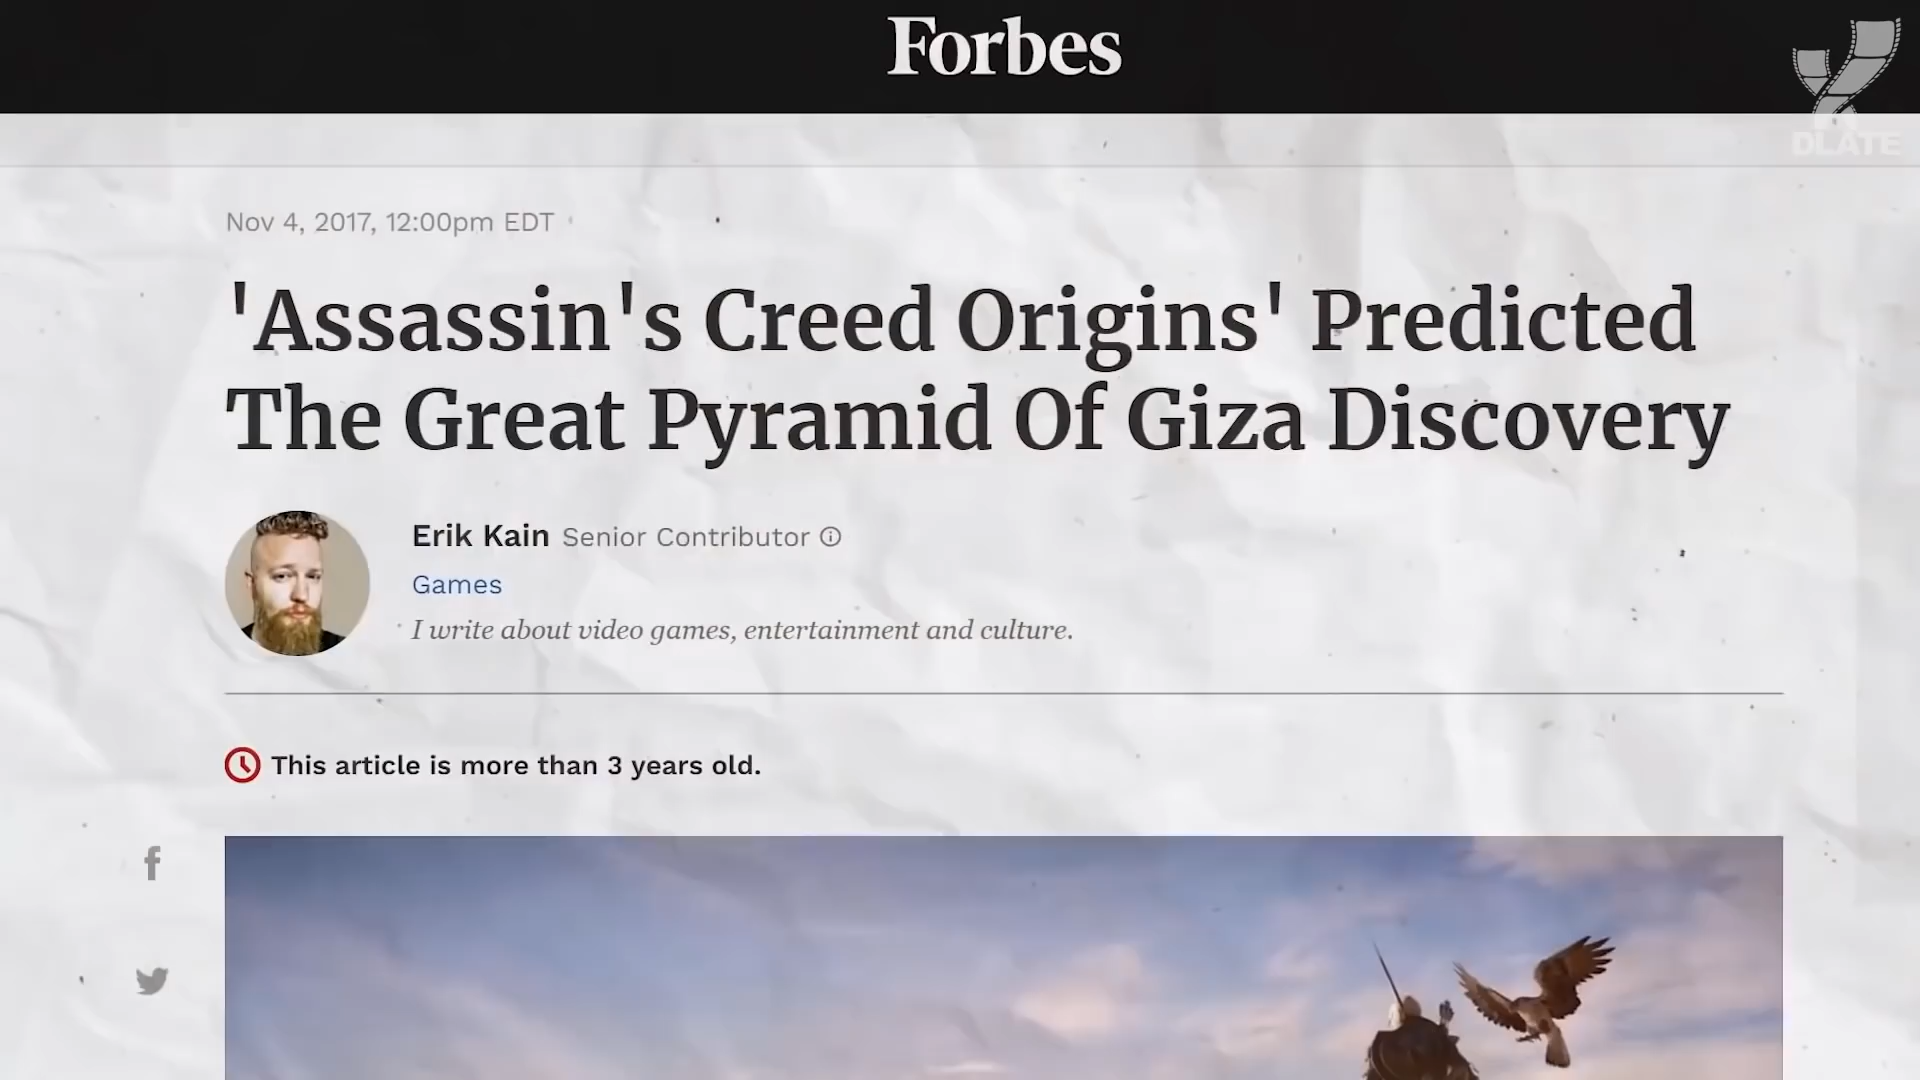 Forbes
DLATE
Nov 4, 2017, 12:00pm EDT
'Assassin's Creed Origins' Predicted
The Great Pyramid Of Giza Discovery
Erik Kain Senior Contributor
Games
I write about video games, entertainment and culture.
This article is more than 3 years old.